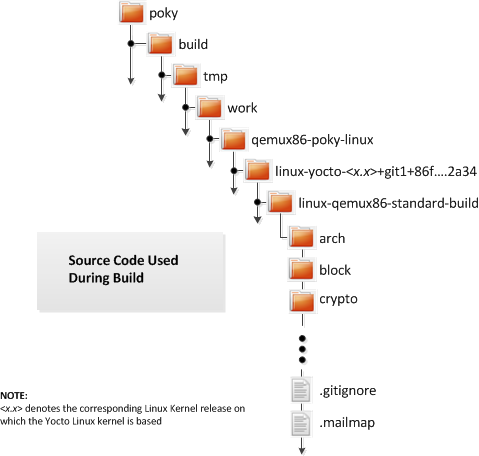 poky
build
tmp
work
qemux86-poky-linux
linux-yocto-<x.x>+git1+86f....2a34
linux-qemux86-standard-build
arch
Source Code Used
During Build
block
crypto
.gitignore
NOTE:
<x.x> denotes the corresponding Linux Kernel release on
which the Yocto Linux kernel is based
.mailmap